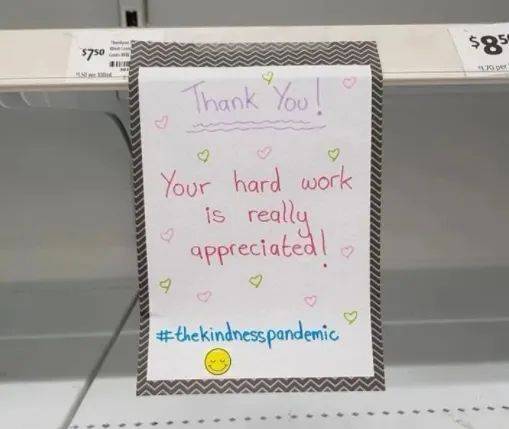 $7.50
$8.5
Thank You!
Your hard work
is really
appreciated!
#thekindnesspandemic